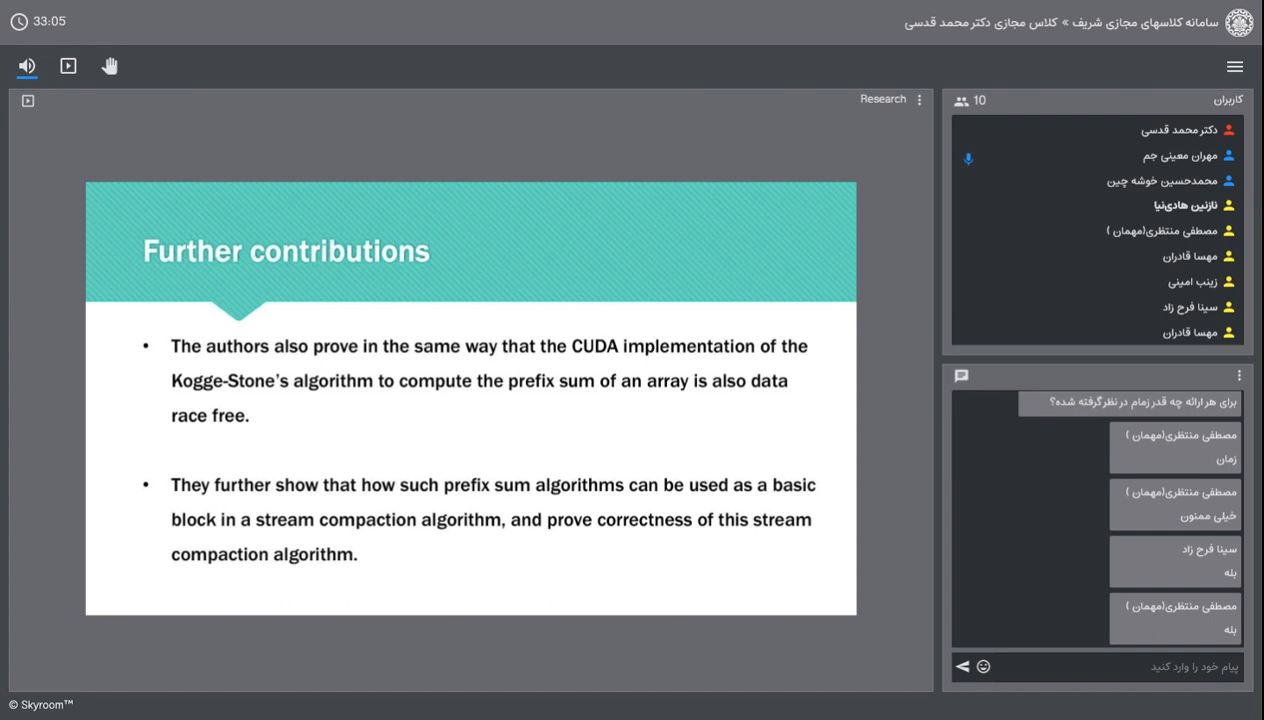 33:05
سامانه کلاسهای مجازی شریف » کلاس مجازی دکتر محمد قدسی
Research
Further contributions
• The authors also prove in the same way that the CUDA implementation of the
Kogge-Stone’s algorithm to compute the prefix sum of an array is also data
race free.
• They further show that how such prefix sum algorithms can be used as a basic
block in a stream compaction algorithm, and prove correctness of this stream
compaction algorithm.
کاربران
10
دکتر محمد قدسی
مهران معینی جم
محمدحسین خوشه چین
نازنین هادی‌نیا
مصطفی منتظری(مهمان )
مهسا قادران
زینب امینی
سینا فرح زاد
مهسا قادران
برای هر ارائه چه قدر زمام در نظر گرفته شده؟
مصطفی منتظری(مهمان )
زمان
مصطفی منتظری(مهمان )
خیلی ممنون
سینا فرح زاد
بله
مصطفی منتظری(مهمان )
بله
پیام خود را وارد کنید
© Skyroom™